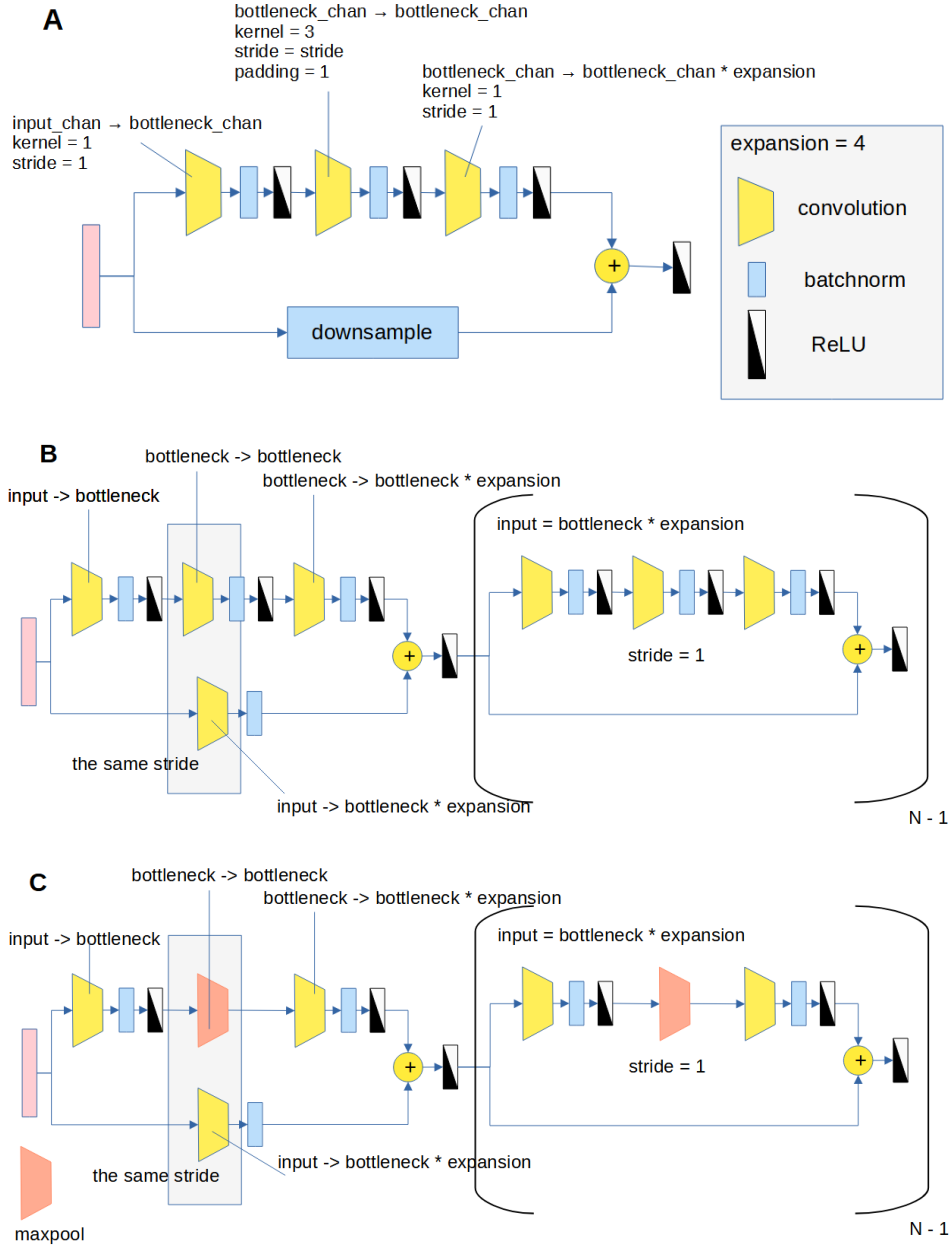 A
bottleneck_chan → bottleneck_chan
kernel = 3
stride = stride
padding = 1
bottleneck_chan → bottleneck_chan * expansion
kernel = 1
stride = 1
input_chan → bottleneck_chan
kernel = 1
stride = 1
+
downsample
expansion = 4
convolution
batchnorm
ReLU
B
bottleneck -> bottleneck
bottleneck -> bottleneck * expansion
input -> bottleneck
input = bottleneck * expansion
+
stride = 1
+
the same stride
input -> bottleneck * expansion
N - 1
C
bottleneck -> bottleneck
bottleneck -> bottleneck * expansion
input -> bottleneck
input = bottleneck * expansion
+
stride = 1
+
the same stride
input -> bottleneck * expansion
maxpool
N - 1